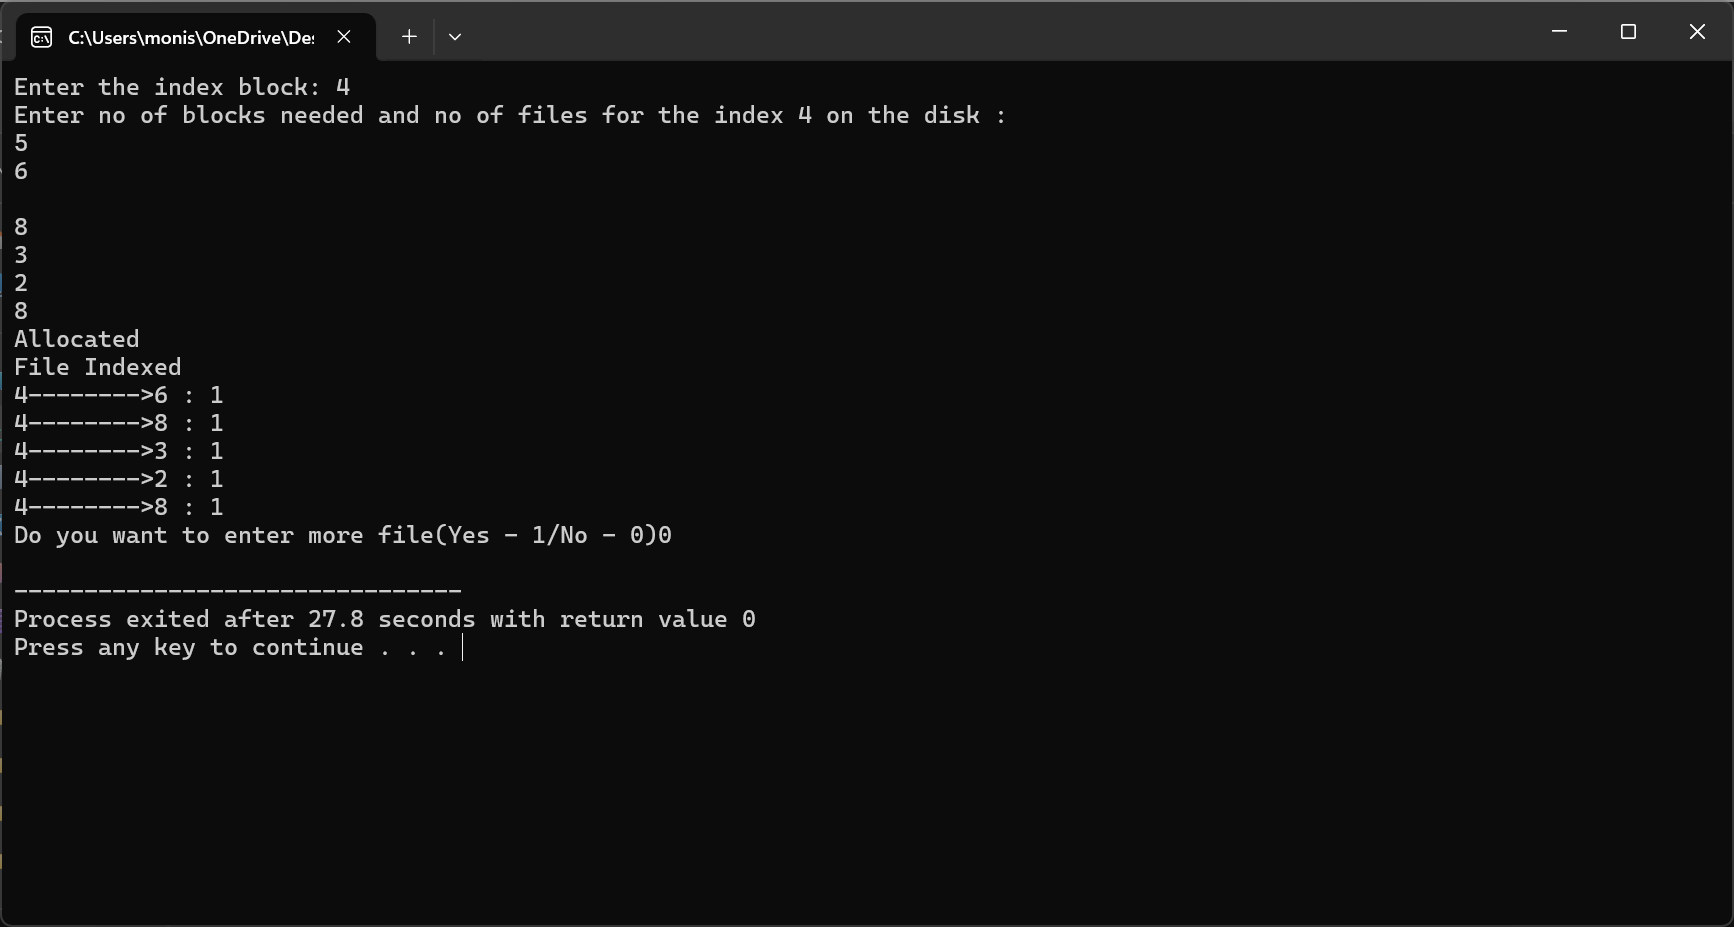 C:\Users\monis\OneDrive\Des
Enter the index block: 4
Enter no of blocks needed and no of files for the index 4 on the disk :
5
6
8
3
2
8
Allocated
File Indexed
4-------->6 : 1
4-------->8 : 1
4-------->3 : 1
4-------->2 : 1
4-------->8 : 1
Do you want to enter more file(Yes - 1/No - 0)0
--------------------------------
Process exited after 27.8 seconds with return value 0
Press any key to continue . . .